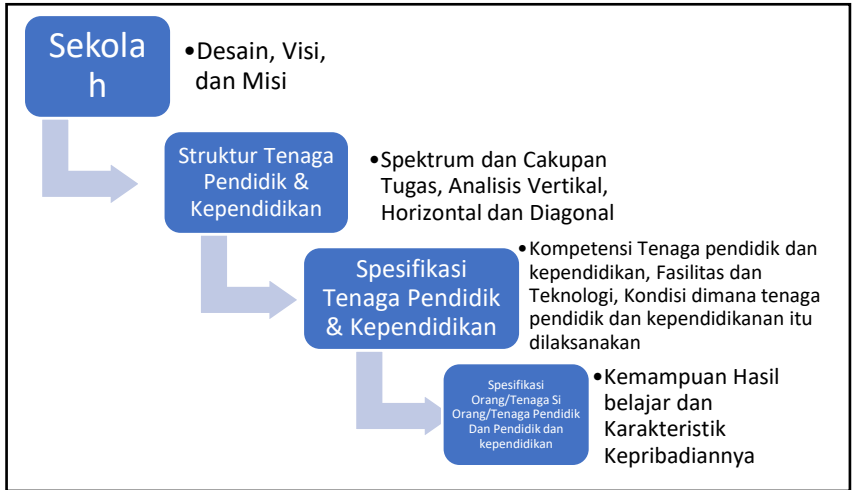 Sekola
h
•Desain, Visi,
dan Misi
Struktur Tenaga
Pendidik &
Kependidikan
•Spektrum dan Cakupan
Tugas, Analisis Vertikal,
Horizontal dan Diagonal
Spesifikasi
Tenaga Pendidik
& Kependidikan
•Kompetensi Tenaga pendidik dan
kependidikan, Fasilitas dan
Teknologi, Kondisi dimana tenaga
pendidik dan kependidikanan itu
dilaksanakan
Spesifikasi
Orang/Tenaga Si
Orang/Tenaga Pendidik
Dan Pendidik dan
kependidikan
•Kemampuan Hasil
belajar dan
Karakteristik
Kepribadiannya